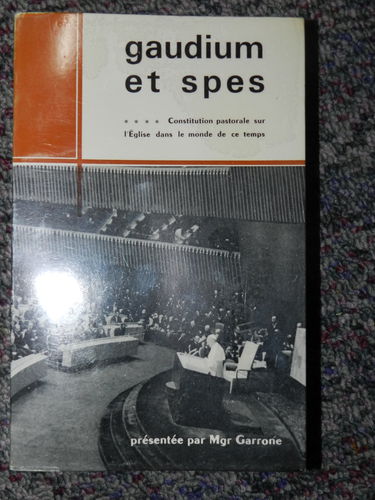 gaudium
et spes
**** Constitution pastorale sur
l'Église dans le monde de ce temps
présentée par Mgr Garrone